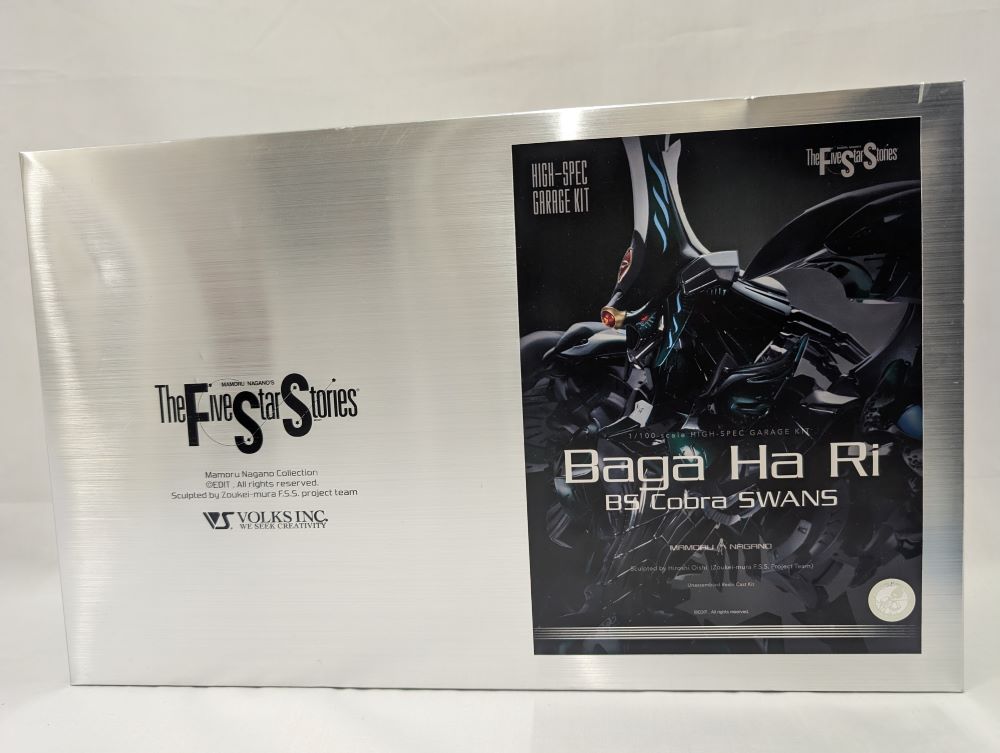 MAMORU NAGANO'S
The Five Star Stories
Mamoru Nagano Collection
©EDIT , All rights reserved.
Sculpted by Zoukei-mura F.S.S. project team
VS VOLKS INC.
WE SEEK CREATIVITY
HIGH-SPEC
GARAGE KIT
MAMORU NAGANO'S
The Five Star Stories
1/100 scale HIGH-SPEC GARAGE KIT
Baga Ha Ri
BS Cobra SWANS
MAMORU NAGANO
Sculpted by Hiroshi Oishi (Zoukei-mura F.S.S. Project Team)
Unassembled Resin Cast Kit
©EDIT , All rights reserved.